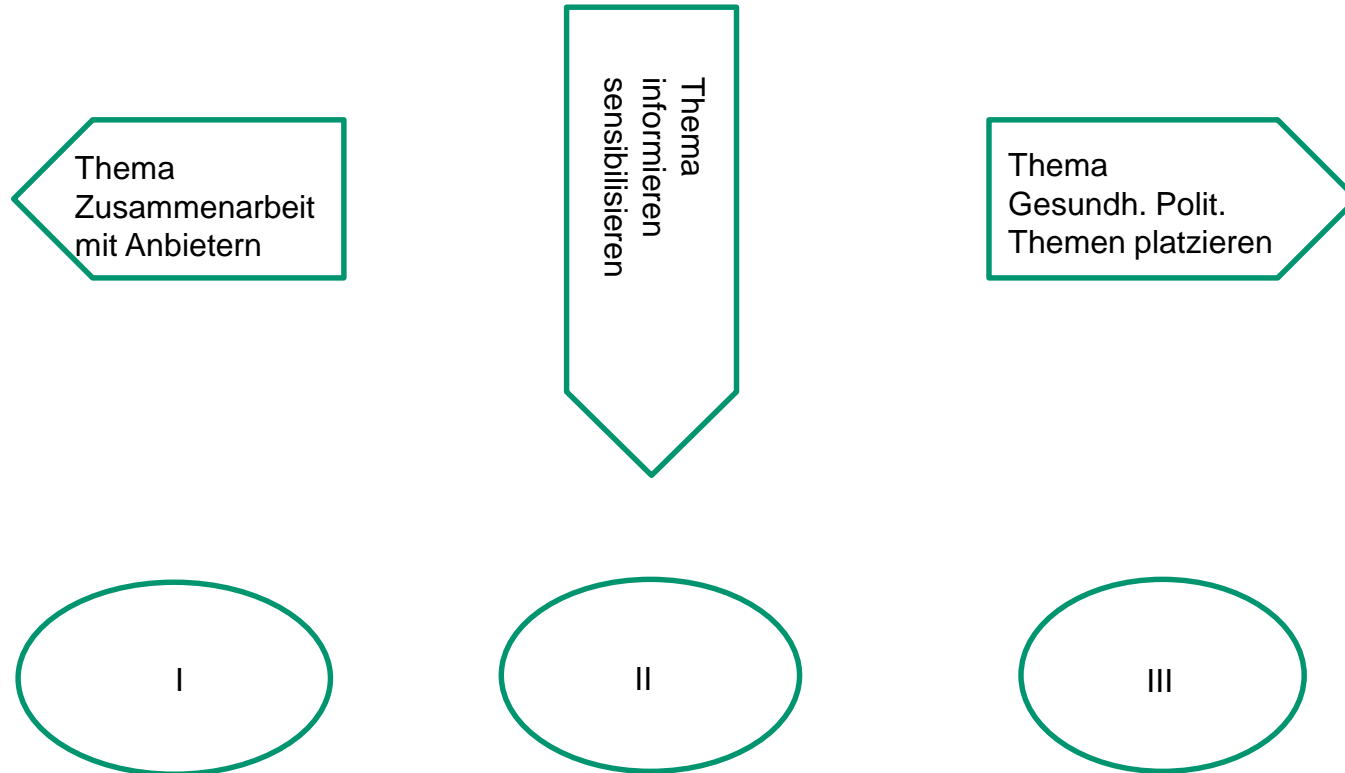 Thema
Zusammenarbeit
mit Anbietern
Thema
informieren
sensibilisieren
Thema
Gesundh. Polit.
Themen platzieren
I
II
III